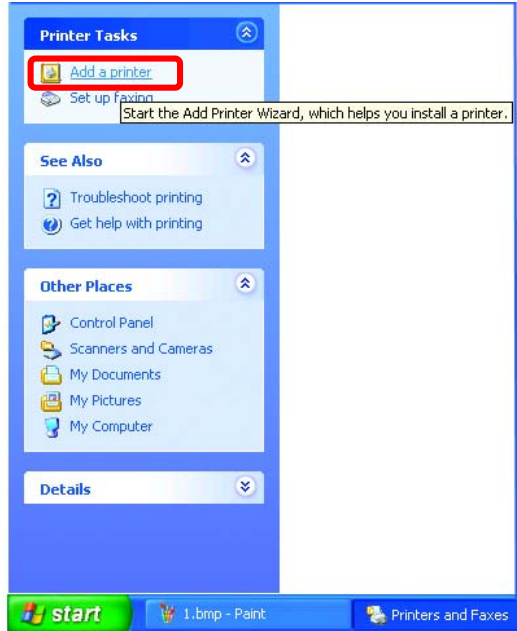 Printer Tasks
Add a printer
Set up faxing
Start the Add Printer Wizard, which helps you install a printer.
See Also
Troubleshoot printing
Get help with printing
Other Places
Control Panel
Scanners and Cameras
My Documents
My Pictures
My Computer
Details
start
1.bmp - Paint
Printers and Faxes